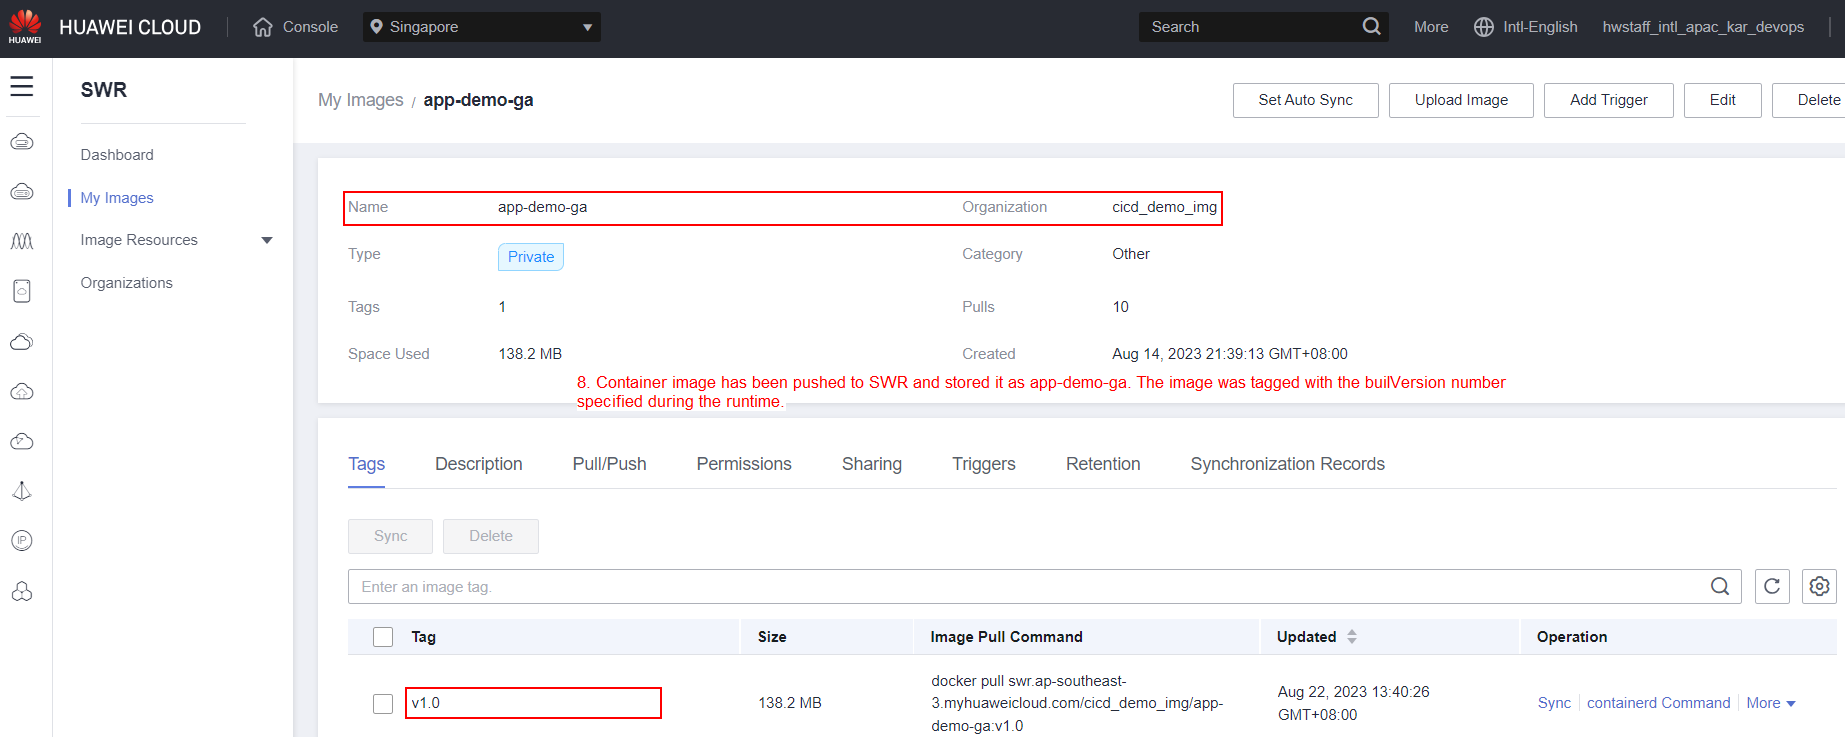 HUAWEI
HUAWEI CLOUD
Console
Singapore
Search
More
Intl-English
hwstaff_intl_apac_kar_devops
SWR
Dashboard
My Images
Image Resources
Organizations
My Images / app-demo-ga
Set Auto Sync
Upload Image
Add Trigger
Edit
Delete
Name app-demo-ga Organization cicd_demo_img
Type Private Category Other
Tags 1 Pulls 10
Space Used 138.2 MB Created Aug 14, 2023 21:39:13 GMT+08:00
8. Container image has been pushed to SWR and stored it as app-demo-ga. The image was tagged with the builVersion number
specified during the runtime.
Tags Description Pull/Push Permissions Sharing Triggers Retention Synchronization Records
Sync Delete
Enter an image tag.
Tag Size Image Pull Command Updated Operation
v1.0
138.2 MB
docker pull swr.ap-southeast-
3.myhuaweicloud.com/cicd_demo_img/app-
demo-ga:v1.0
Aug 22, 2023 13:40:26
GMT+08:00
Sync containerd Command More
IP